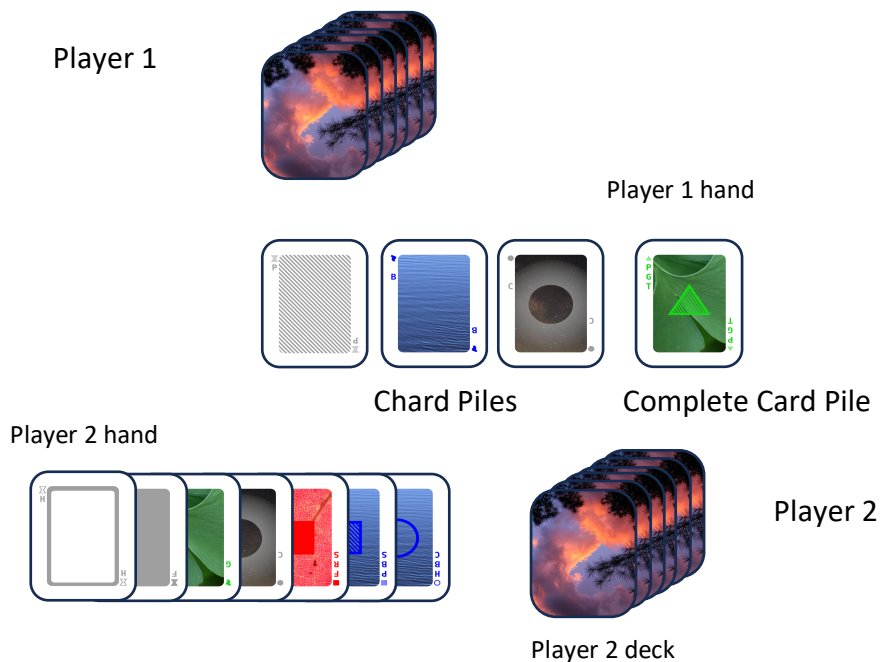 Player 1
Player 1 hand
P
P
B
B
C
C
P
G
T
P
G
T
Chard Piles
Complete Card Pile
Player 2 hand
H
H
F
G
C
F
R
S
P
B
S
H
B
C
Player 2
Player 2 deck